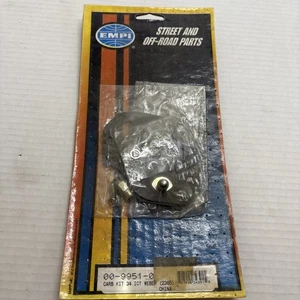 EMPI
STREET AND
OFF-ROAD PARTS
00-9951-0
CARB KIT 34 ICT WEBER
CHINA